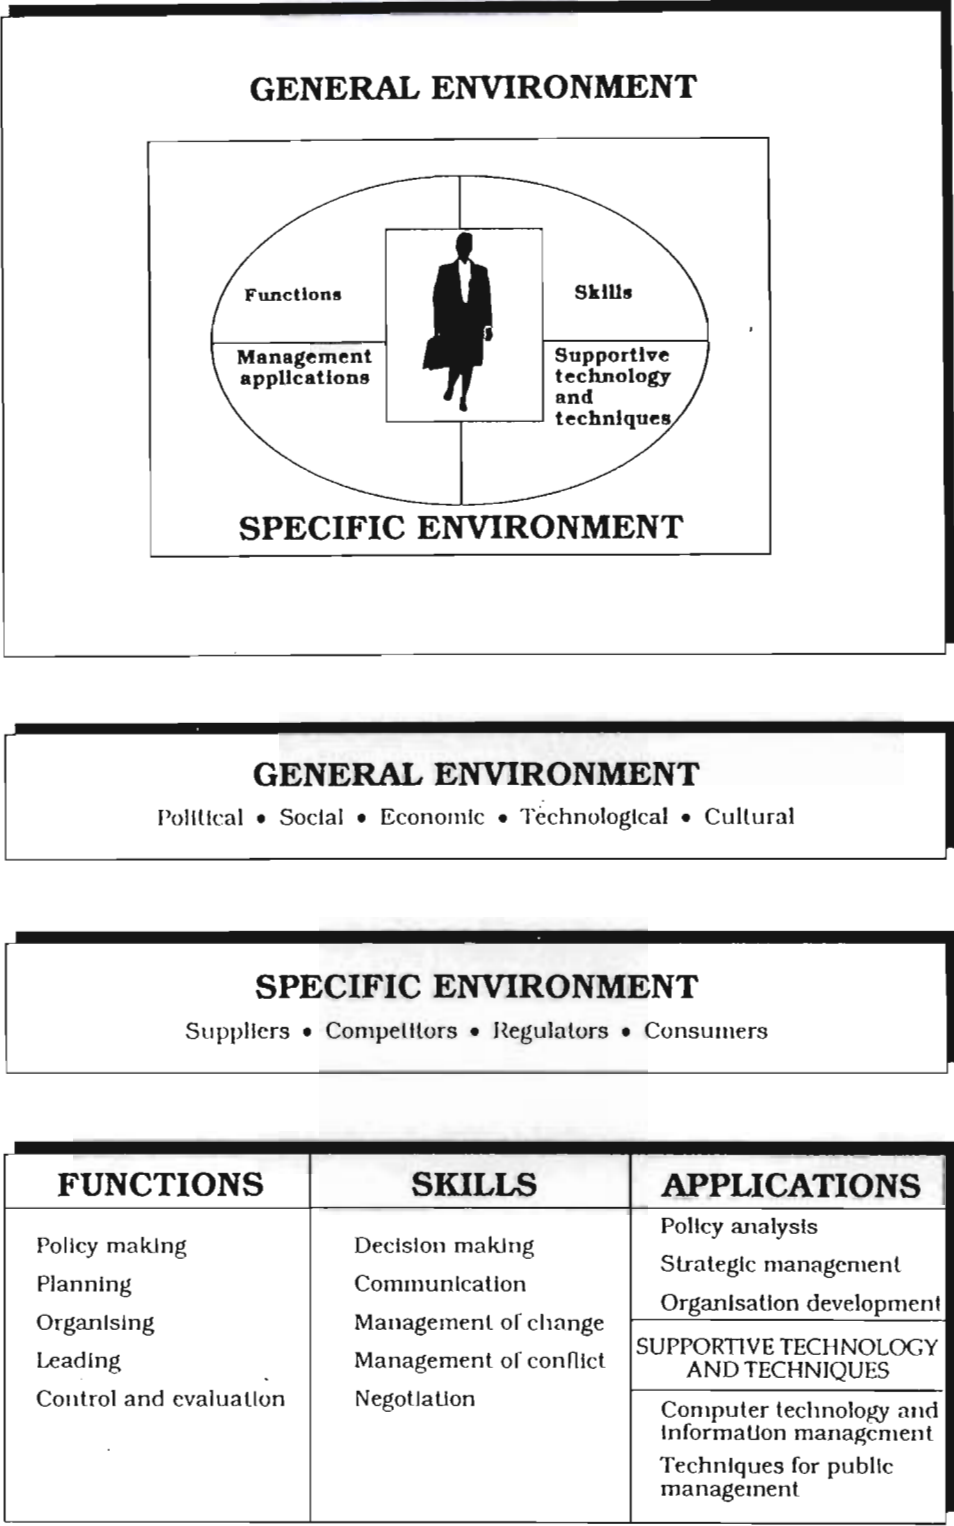 GENERAL ENVIRONMENT
Functions
Skills
Management
applications
Supportive
technology
and
techniques
SPECIFIC ENVIRONMENT
GENERAL ENVIRONMENT
Political • Social • Economic • Technological • Cultural
SPECIFIC ENVIRONMENT
Suppliers • Competitors • Regulators • Consumers
FUNCTIONS
Policy making
Planning
Organising
Leading
Control and evaluation
SKILLS
Decision making
Communication
Management of change
Management of conflict
Negotiation
APPLICATIONS
Policy analysis
Strategic management
Organisation development
SUPPORTIVE TECHNOLOGY
AND TECHNIQUES
Computer technology and
information management
Techniques for public
management